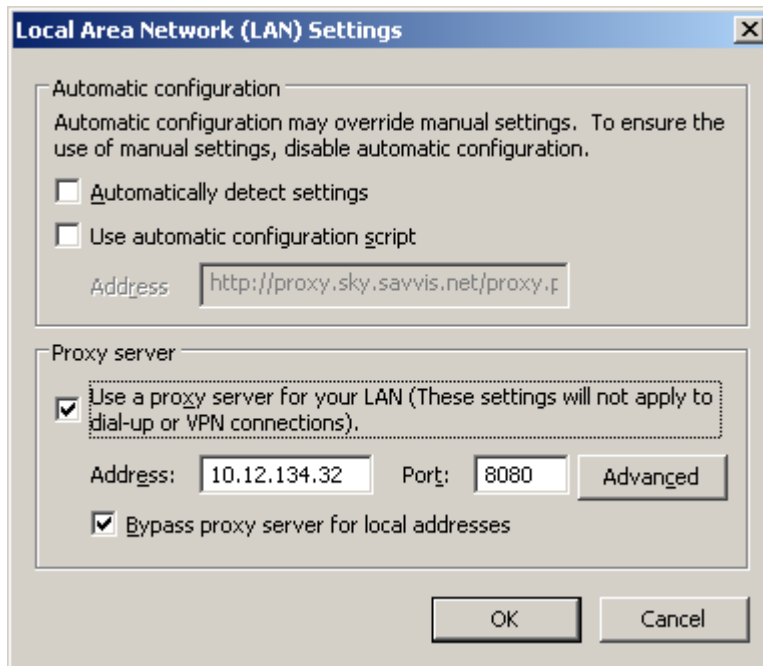 Local Area Network (LAN) Settings
Automatic configuration
Automatic configuration may override manual settings. To ensure the
use of manual settings, disable automatic configuration.
Automatically detect settings
Use automatic configuration script
Address http://proxy.sky.savvis.net/proxy.p
Proxy server
Use a proxy server for your LAN (These settings will not apply to
dial-up or VPN connections).
Address: 10.12.134.32 Port: 8080 Advanced
Bypass proxy server for local addresses
OK Cancel